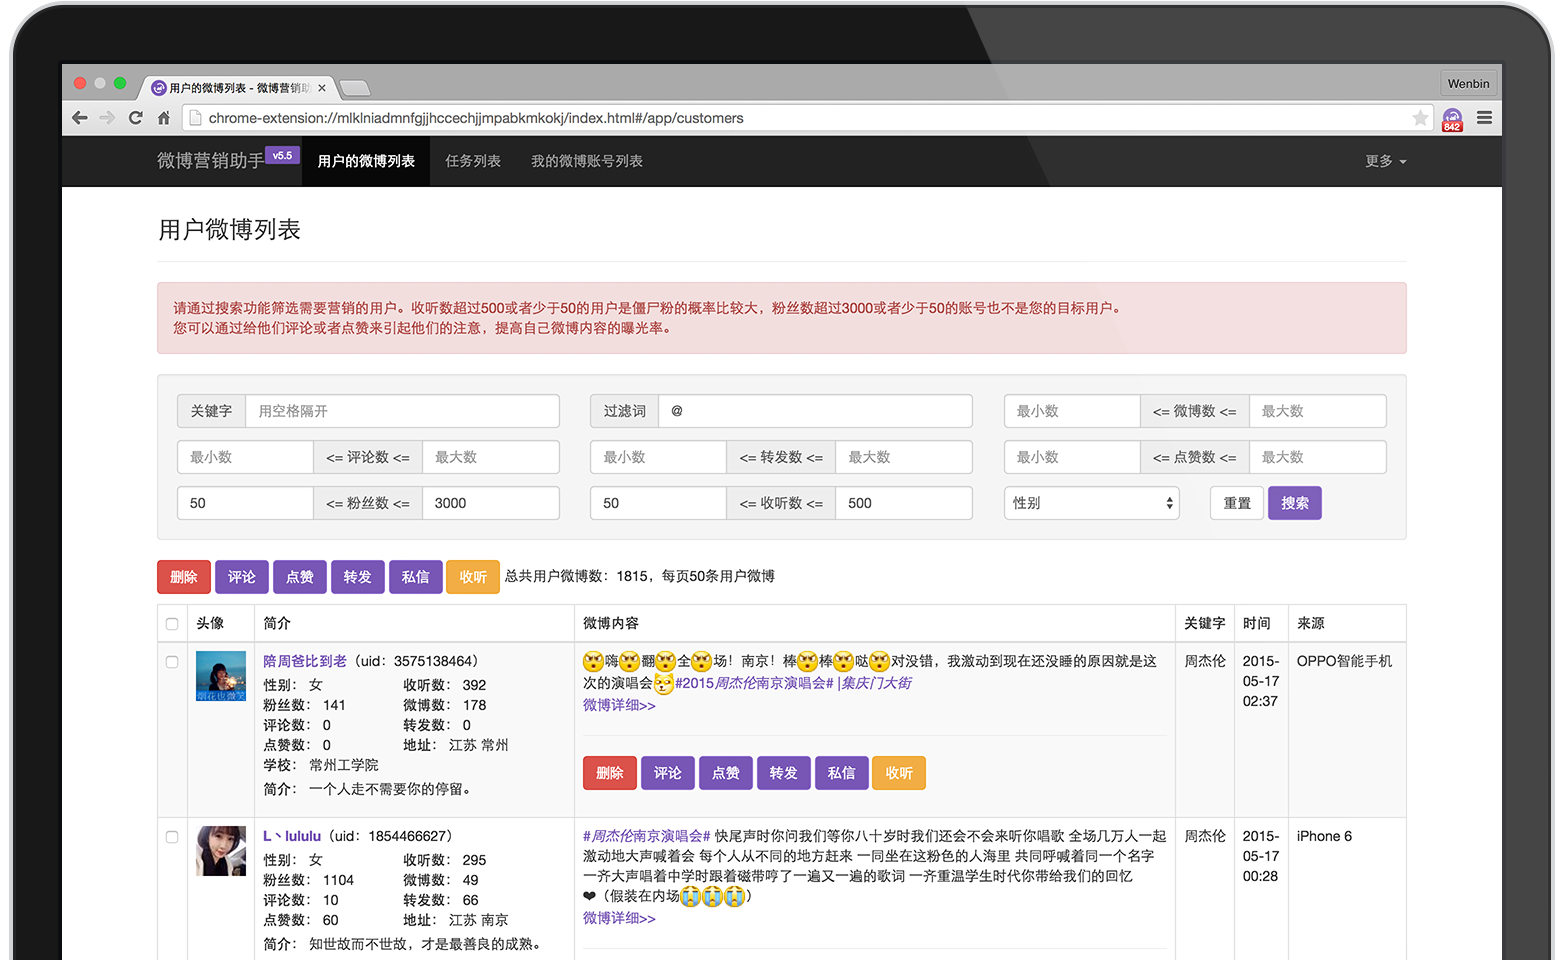 用户的微博列表 - 微博营销助
Wenbin
chrome-extension://mlklniadmnfgjjhccechjjmpabkmkokj/index.html#/app/customers
842
微博营销助手 v5.5 用户的微博列表 任务列表 我的微博账号列表 更多
用户微博列表
请通过搜索功能筛选需要营销的用户。收听数超过500或者少于50的用户是僵尸粉的概率比较大，粉丝数超过3000或者少于50的账号也不是您的目标用户。
您可以通过给他们评论或者点赞来引起他们的注意，提高自己微博内容的曝光率。
关键字 用空格隔开 过滤词 @ 最小数 <= 微博数 <= 最大数
最小数 <= 评论数 <= 最大数 最小数 <= 转发数 <= 最大数 最小数 <= 点赞数 <= 最大数
50 <= 粉丝数 <= 3000 50 <= 收听数 <= 500 性别 重置 搜索
删除 评论 点赞 转发 私信 收听 总共用户微博数：1815，每页50条用户微博
头像 简介 微博内容 关键字 时间 来源
烟花也微笑
陪周爸比到老（uid：3575138464）
性别： 女 收听数： 392
粉丝数： 141 微博数： 178
评论数： 0 转发数： 0
点赞数： 0 地址： 江苏 常州
学校： 常州工学院
简介： 一个人走不需要你的停留。
嗨翻全场！南京！棒棒哒对没错，我激动到现在还没睡的原因就是这
次的演唱会#2015周杰伦南京演唱会# |集庆门大街
微博详细>>
删除 评论 点赞 转发 私信 收听
周杰伦
2015-
05-17
02:37
OPPO智能手机
L丶lululu（uid：1854466627）
性别： 女 收听数： 295
粉丝数： 1104 微博数： 49
评论数： 10 转发数： 66
点赞数： 60 地址： 江苏 南京
简介： 知世故而不世故，才是最善良的成熟。
#周杰伦南京演唱会# 快尾声时你问我们等你八十岁时我们还会不会来听你唱歌 全场几万人一起
激动地大声喊着会 每个人从不同的地方赶来 一同坐在这粉色的人海里 共同呼喊着同一个名字
一齐大声唱着中学时跟着磁带哼了一遍又一遍的歌词 一齐重温学生时代你带给我们的回忆
❤（假装在内场😭😭😭）
微博详细>>
周杰伦
2015-
05-17
00:28
iPhone 6